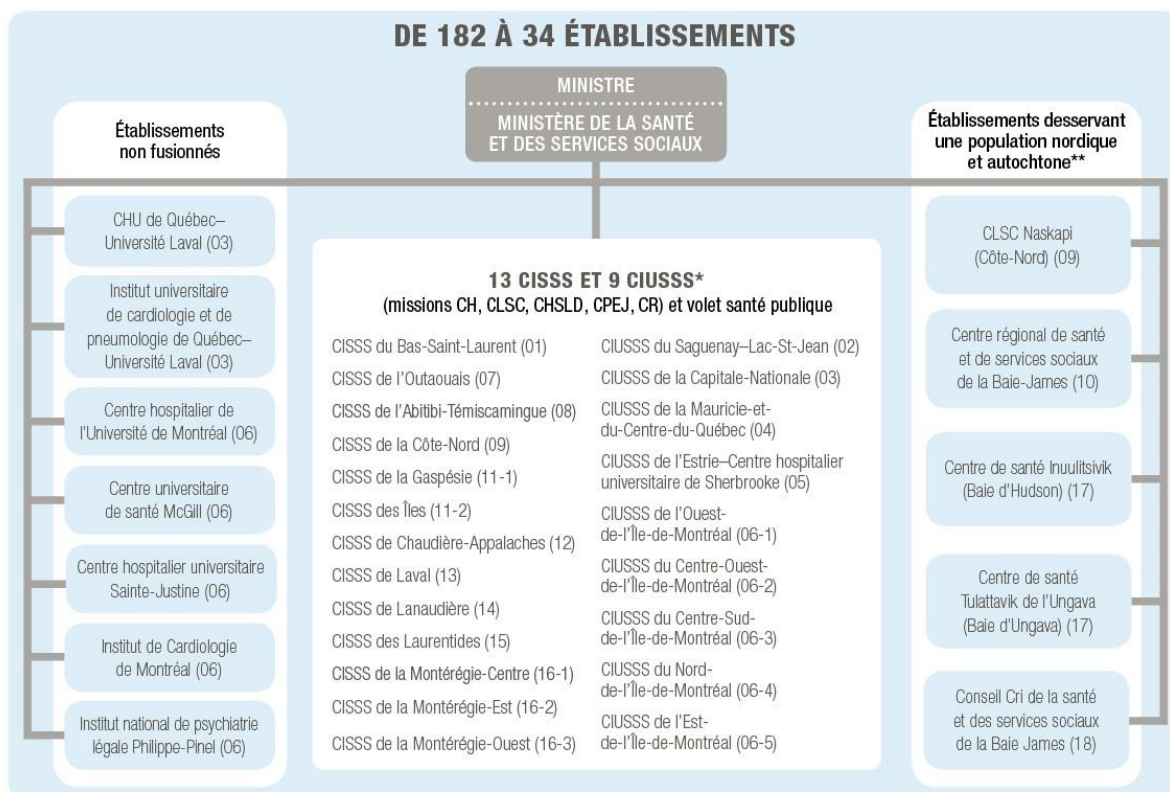 DE 182 À 34 ÉTABLISSEMENTS
MINISTRE
MINISTÈRE DE LA SANTÉ
ET DES SERVICES SOCIAUX
Établissements
non fusionnés
CHU de Québec–
Université Laval (03)
Institut universitaire
de cardiologie et de
pneumologie de Québec–
Université Laval (03)
Centre hospitalier de
l'Université de Montréal (06)
Centre universitaire
de santé McGill (06)
Centre hospitalier universitaire
Sainte-Justine (06)
Institut de Cardiologie
de Montréal (06)
Institut national de psychiatrie
légale Philippe-Pinel (06)
13 CISSS ET 9 CIUSSS*
(missions CH, CLSC, CHSLD, CPEJ, CR) et volet santé publique
CISSS du Bas-Saint-Laurent (01)
CISSS de l'Outaouais (07)
CISSS de l'Abitibi-Témiscamingue (08)
CISSS de la Côte-Nord (09)
CISSS de la Gaspésie (11-1)
CISSS des Îles (11-2)
CISSS de Chaudière-Appalaches (12)
CISSS de Laval (13)
CISSS de Lanaudière (14)
CISSS des Laurentides (15)
CISSS de la Montérégie-Centre (16-1)
CISSS de la Montérégie-Est (16-2)
CISSS de la Montérégie-Ouest (16-3)
CIUSSS du Saguenay–Lac-St-Jean (02)
CIUSSS de la Capitale-Nationale (03)
CIUSSS de la Mauricie-et-
du-Centre-du-Québec (04)
CIUSSS de l'Estrie–Centre hospitalier
universitaire de Sherbrooke (05)
CIUSSS de l'Ouest-
de-l'Île-de-Montréal (06-1)
CIUSSS du Centre-Ouest-
de-l'Île-de-Montréal (06-2)
CIUSSS du Centre-Sud-
de-l'Île-de-Montréal (06-3)
CIUSSS du Nord-
de-l'Île-de-Montréal (06-4)
CIUSSS de l'Est-
de-l'Île-de-Montréal (06-5)
Établissements desservant
une population nordique
et autochtone**
CLSC Naskapi
(Côte-Nord) (09)
Centre régional de santé
et de services sociaux
de la Baie-James (10)
Centre de santé Inuulitsivik
(Baie d'Hudson) (17)
Centre de santé
Tulattavik de l'Ungava
(Baie d'Ungava) (17)
Conseil Cri de la santé
et des services sociaux
de la Baie James (18)